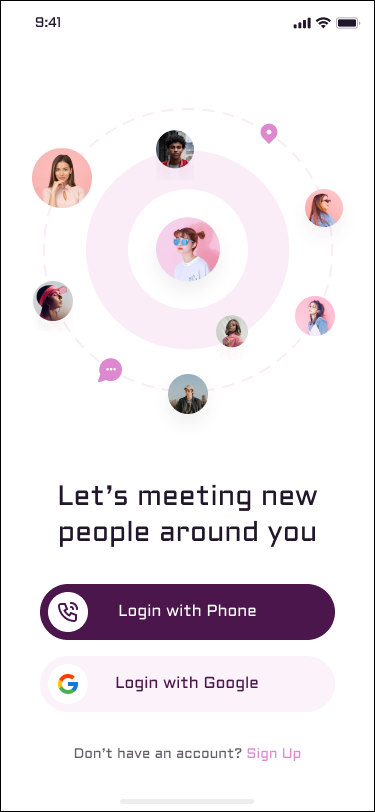 9:41
Let's meeting new
people around you
Login with Phone
Login with Google
Don't have an account? Sign Up